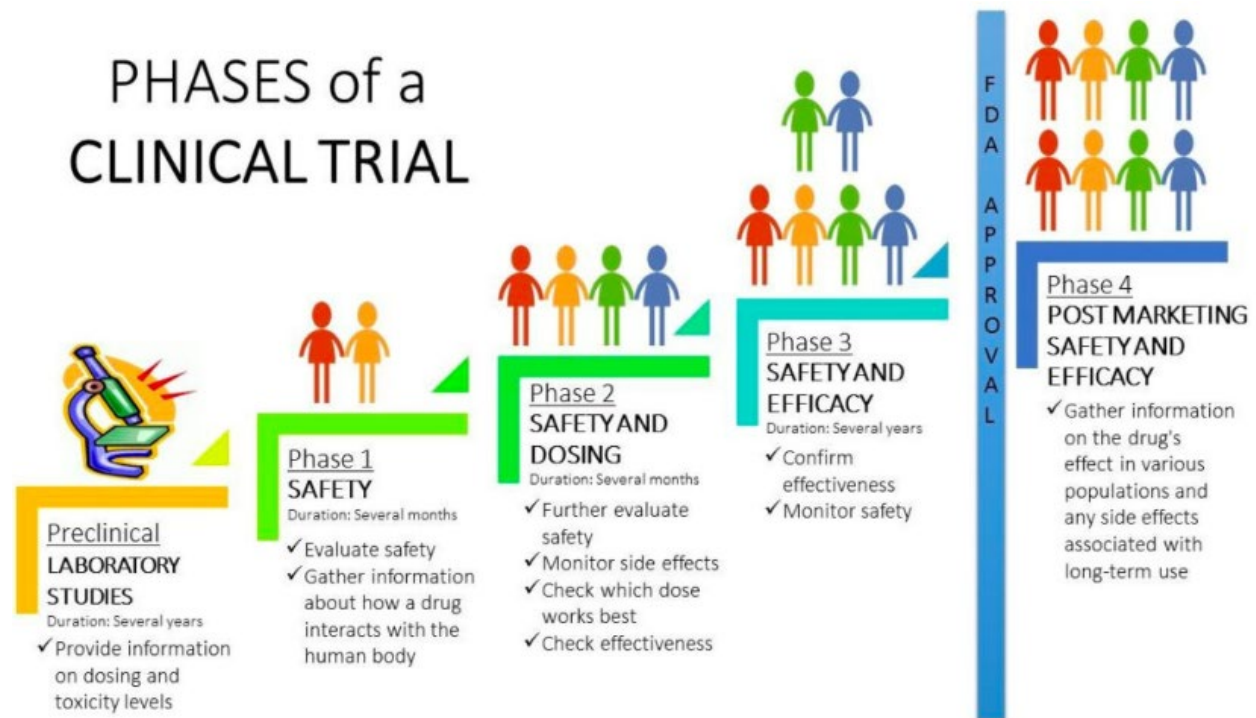 PHASES of a
CLINICAL TRIAL
Preclinical
LABORATORY
STUDIES
Duration: Several years
✓Provide information
on dosing and
toxicity levels
Phase 1
SAFETY
Duration: Several months
✓Evaluate safety
✓Gather information
about how a drug
interacts with the
human body
Phase 2
SAFETY AND
DOSING
Duration: Several months
✓Further evaluate
safety
✓Monitor side effects
✓Check which dose
works best
✓Check effectiveness
Phase 3
SAFETY AND
EFFICACY
Duration: Several years
✓Confirm
effectiveness
✓Monitor safety
FDA APPROVAL
Phase 4
POST MARKETING
SAFETY AND
EFFICACY
✓Gather information
on the drug's
effect in various
populations and
any side effects
associated with
long-term use